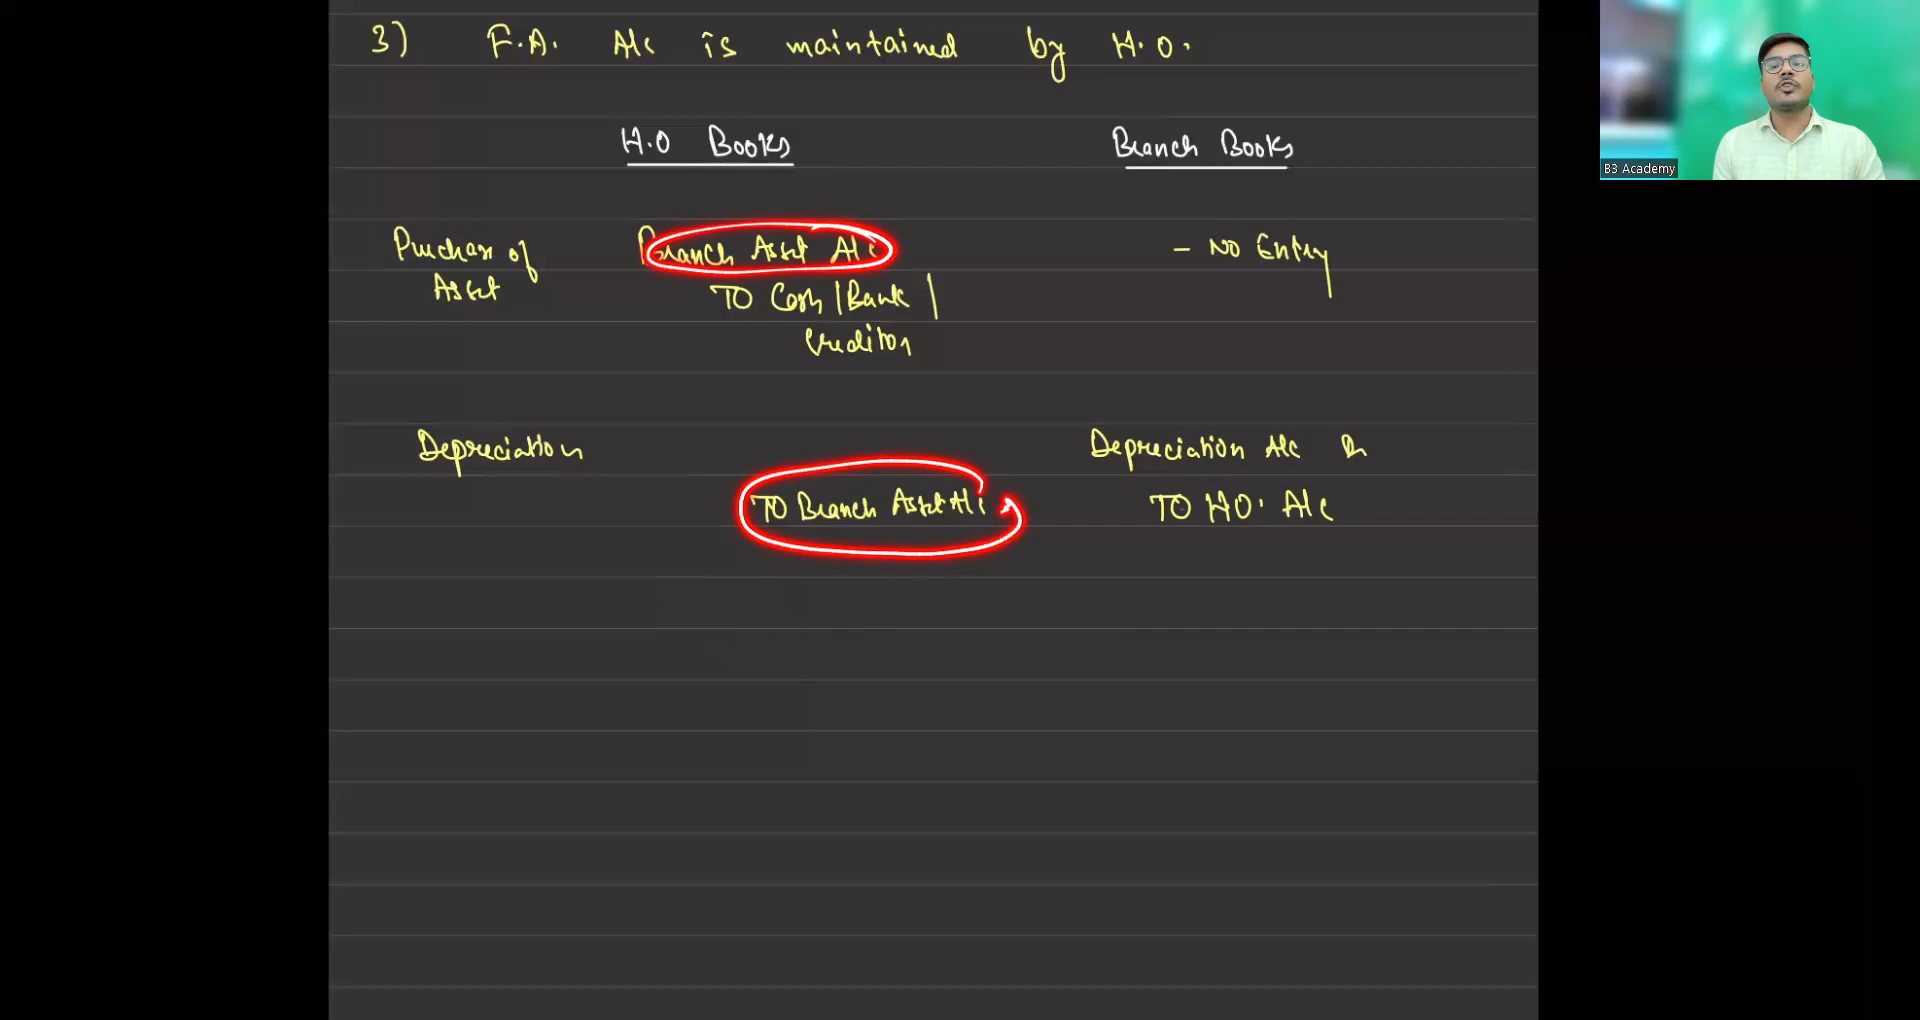 3) F.A. A/c is maintained by H.O.
H.O Books Branch Books
Purchase of Asset
Branch Asset A/c
TO Cash | Bank |
Creditors
- No Entry
Depreciation
TO Branch Asset A/c
Depreciation A/c Dr
TO H.O. A/c
B3 Academy